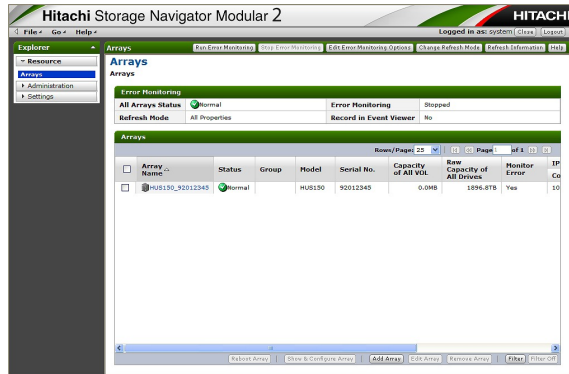 Hitachi Storage Navigator Modular 2
HITACHI
File Go Help
Logged in as: system Close Logout
Explorer
Resource
Arrays
Administration
Settings
Arrays Run Error Monitoring Stop Error Monitoring Edit Error Monitoring Options Change Refresh Mode Refresh Information Help
Arrays
Arrays
Error Monitoring
All Arrays Status Normal Error Monitoring Stopped
Refresh Mode All Properties Record in Event Viewer No
Arrays
Rows/Page: 25 Page 1 of 1
Array Name Status Group Model Serial No. Capacity of All VOL Raw Capacity of All Drives Monitor Error IP
Co
HUS150_92012345 Normal HUS150 92012345 0.0MB 1896.8TB Yes 10
Reboot Array Show & Configure Array Add Array Edit Array Remove Array Filter Filter Off